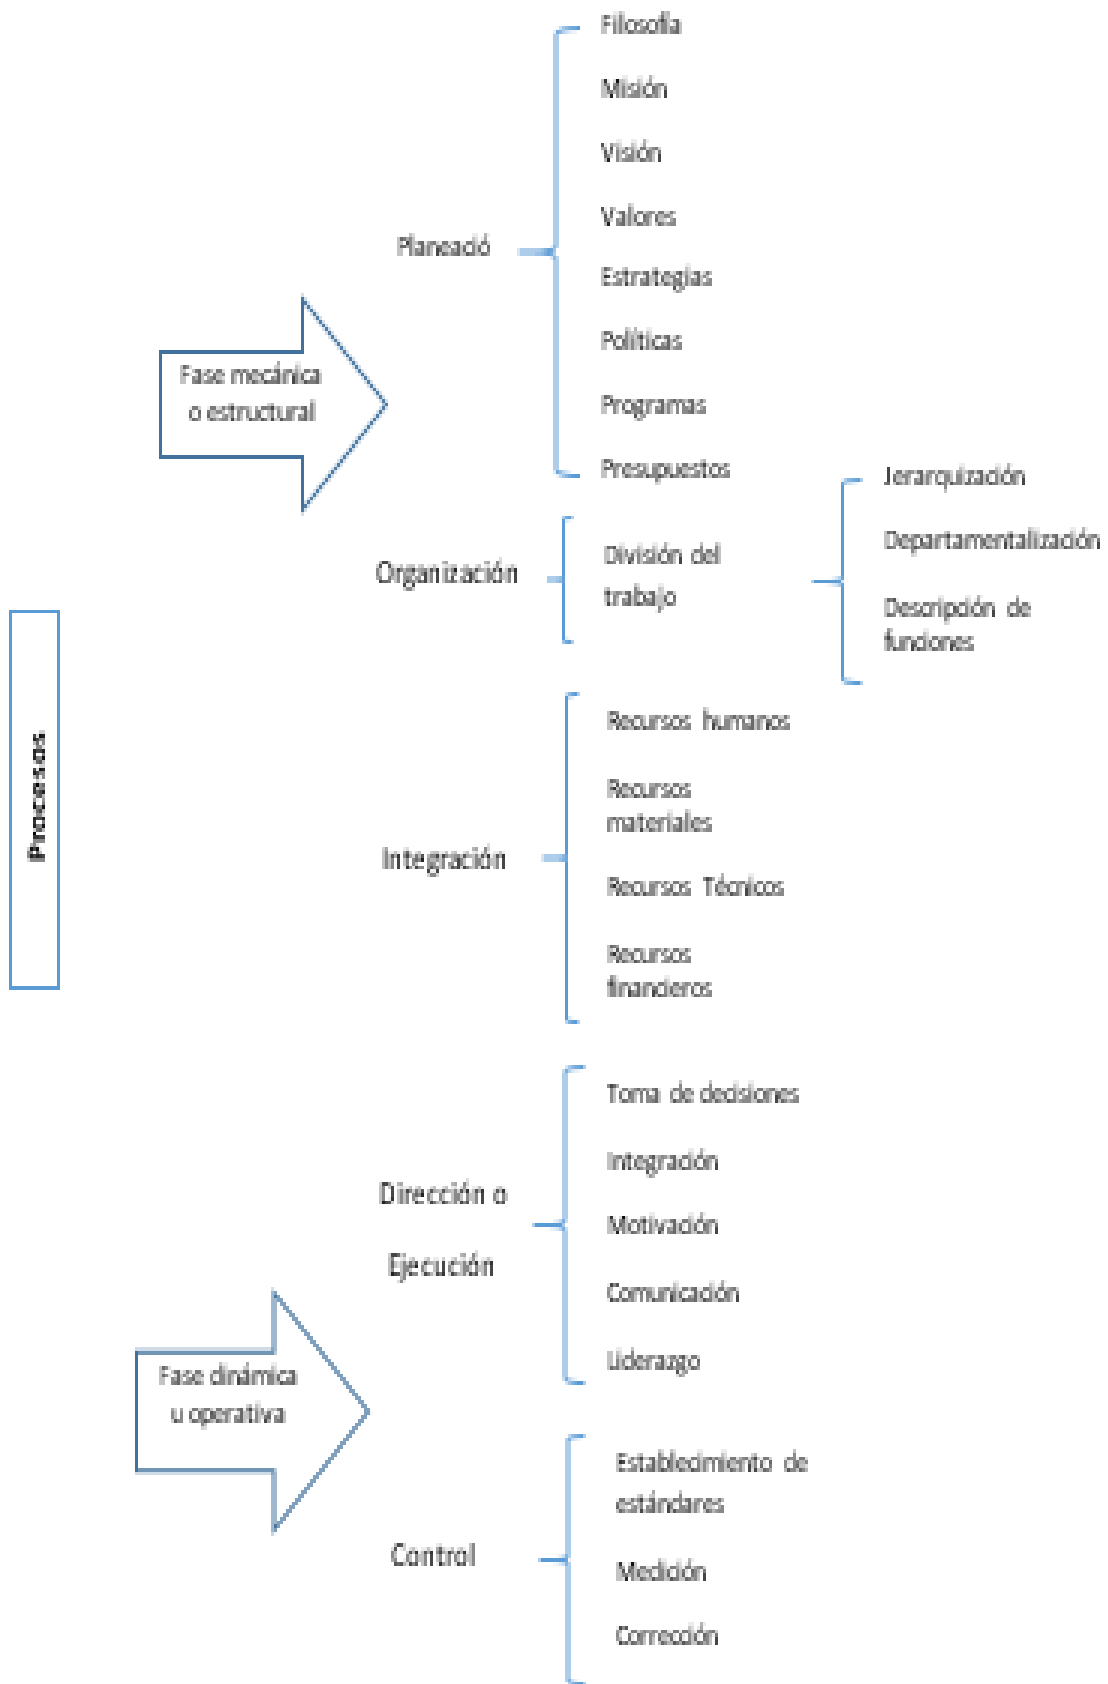 Procesos
Fase mecánica
o estructural
Planeació
Filosofía
Misión
Visión
Valores
Estrategias
Políticas
Programas
Presupuestos
Organización
División del
trabajo
Jerarquización
Departamentalización
Descripción de
funciones
Integración
Recursos humanos
Recursos
materiales
Recursos Técnicos
Recursos
financieros
Fase dinámica
u operativa
Dirección o
Ejecución
Toma de decisiones
Integración
Motivación
Comunicación
Liderazgo
Control
Establecimiento de
estándares
Medición
Corrección